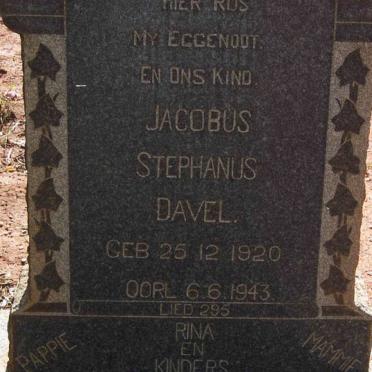 HIER RUS
MY EGGENOOT.
EN ONS KIND.
JACOBUS
STEPHANUS
DAVEL.
GEB 25 12 1920
OORL 6.6.1943
LIED 295
PAPPIE
RINA
EN
KINDERS
MAMMIE